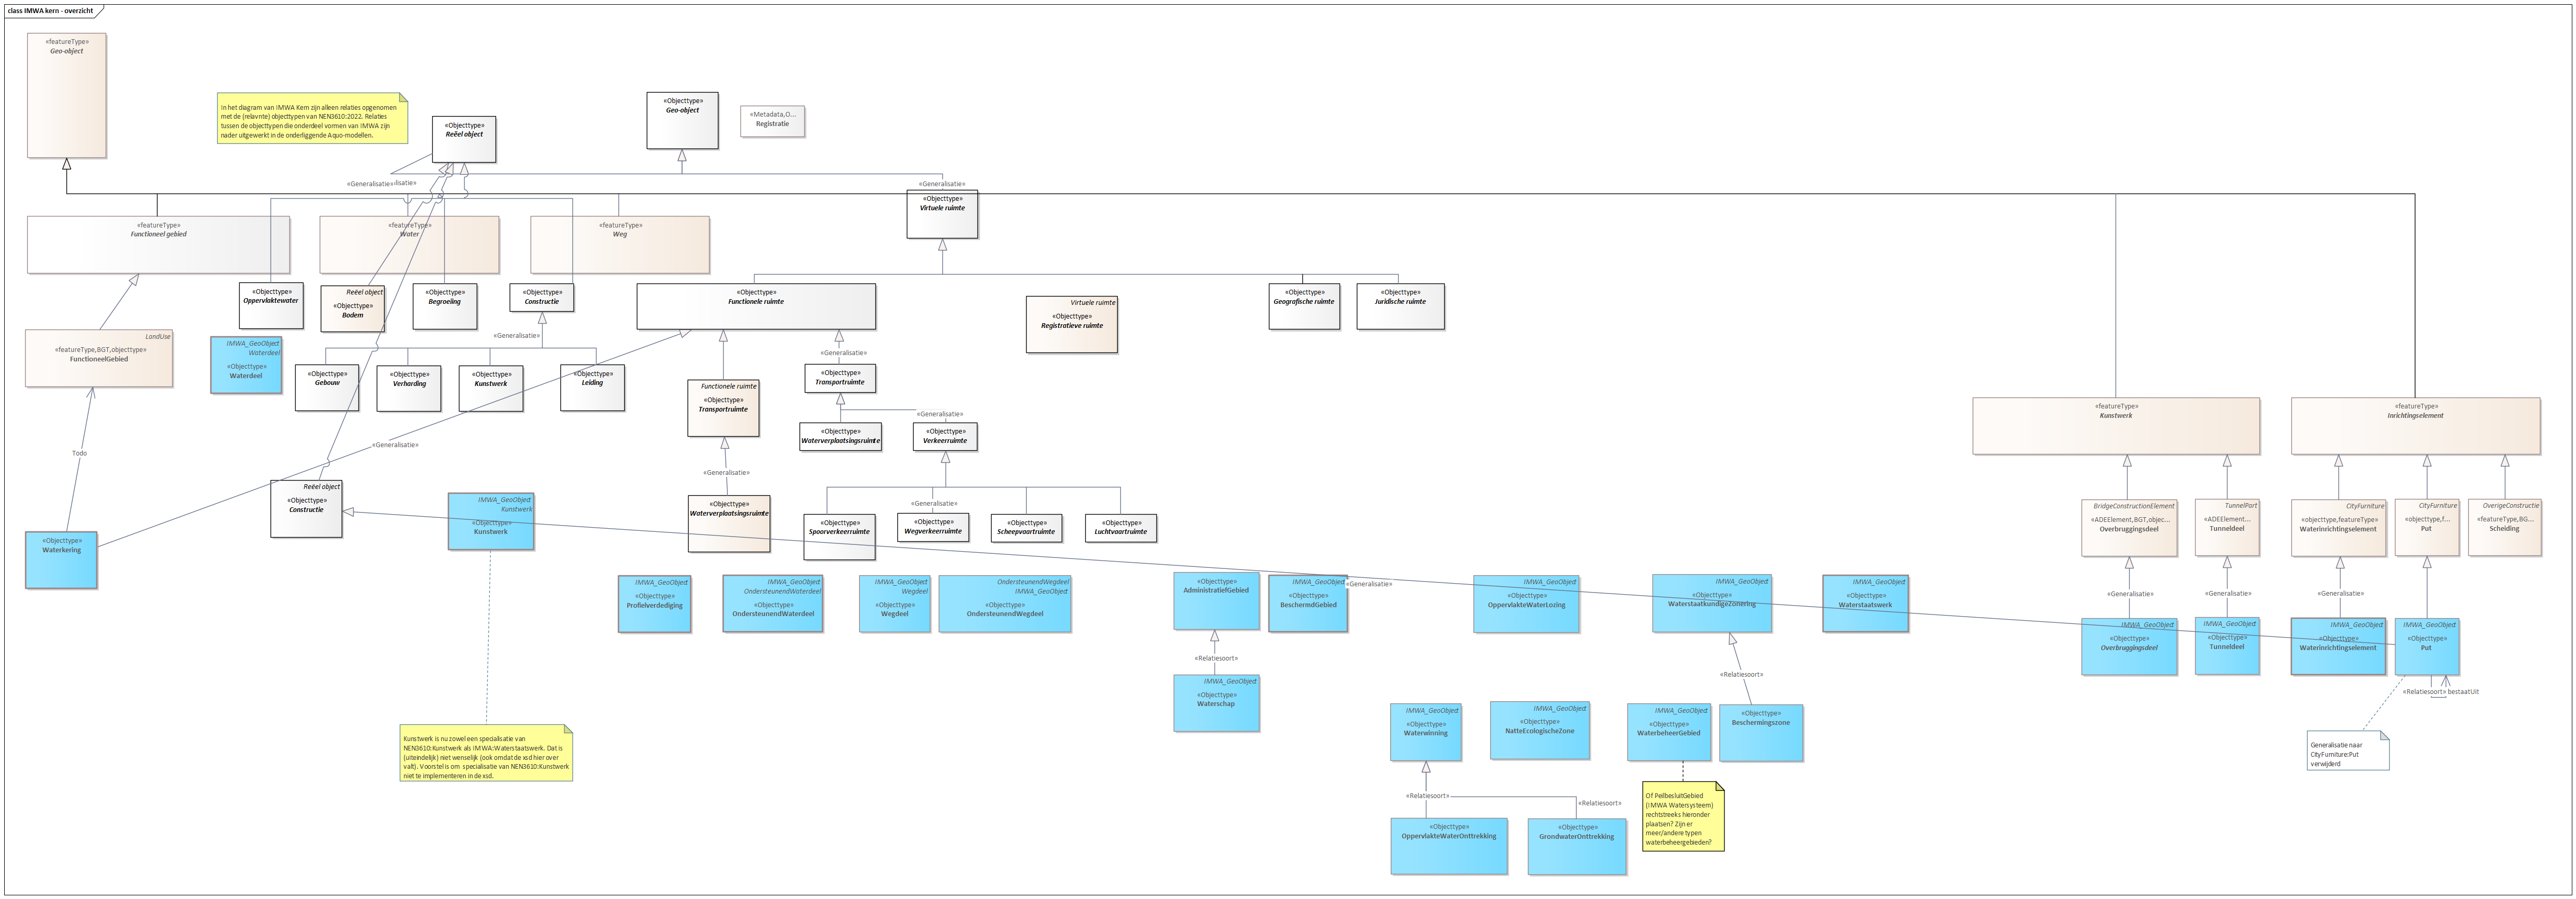 class IMWA kern - overzicht
«featureType»
Geo-object
In het diagram van IMWA Kern zijn alleen relaties opgenomen
met de (relavnte) objecttypen van NEN3610:2022. Relaties
tussen de objecttypen die onderdeel vormen van IMWA zijn
nader uitgewerkt in de onderliggende Aquo-modellen.
«Objecttype»
Reëel object
«Objecttype»
Geo-object
«Metadata,O...
Registratie
«Generalisatie»
lisatie»
«Generalisatie»
«Objecttype»
Virtuele ruimte
«featureType»
Functioneel gebied
«featureType»
Water
«featureType»
Weg
«Objecttype»
Oppervlaktewater
Reëel object
«Objecttype»
Bodem
«Objecttype»
Begroeiing
«Objecttype»
Constructie
«Objecttype»
Functionele ruimte
Virtuele ruimte
«Objecttype»
Registratieve ruimte
«Objecttype»
Geografische ruimte
«Objecttype»
Juridische ruimte
LandUse
«featureType,BGT,objecttype»
FunctioneelGebied
IMWA_GeoObject
Waterdeel
«Objecttype»
Waterdeel
«Generalisatie»
«Objecttype»
Gebouw
«Objecttype»
Verharding
«Objecttype»
Kunstwerk
«Objecttype»
Leiding
«Generalisatie»
«Objecttype»
Transportruimte
Functionele ruimte
«Objecttype»
Transportruimte
«Generalisatie»
«Objecttype»
Waterverplaatsingsruimte
«Objecttype»
Verkeerruimte
«featureType»
Kunstwerk
«featureType»
Inrichtingselement
Todo
«Generalisatie»
«Generalisatie»
Reëel object
«Objecttype»
Constructie
IMWA_GeoObject
Kunstwerk
«Objecttype»
Kunstwerk
«Objecttype»
Waterverplaatsingsruimte
«Generalisatie»
«Objecttype»
Spoorverkeerruimte
«Objecttype»
Wegverkeerruimte
«Objecttype»
Scheepvaartruimte
«Objecttype»
Luchtvaartruimte
BridgeConstructionElement
«ADEElement,BGT,objec...
Overbruggingsdeel
TunnelPart
«ADEElement...
Tunneldeel
CityFurniture
«objecttype,featureType»
Waterinrichtingselement
CityFurniture
«objecttype,f...
Put
OverigeConstructie
«featureType,BG...
Scheiding
«Objecttype»
Waterkering
IMWA_GeoObject
«Objecttype»
Profielverdediging
IMWA_GeoObject
OndersteunendWaterdeel
«Objecttype»
OndersteunendWaterdeel
IMWA_GeoObject
Wegdeel
«Objecttype»
Wegdeel
OndersteunendWegdeel
IMWA_GeoObject
«Objecttype»
OndersteunendWegdeel
«Objecttype»
AdministratiefGebied
IMWA_GeoObject
«Objecttype»
BeschermdGebied
«Generalisatie»
IMWA_GeoObject
«Objecttype»
OppervlakteWaterLozing
IMWA_GeoObject
«Objecttype»
WaterstaatkundigeZonering
IMWA_GeoObject
«Objecttype»
Waterstaatswerk
«Generalisatie»
«Generalisatie»
«Generalisatie»
IMWA_GeoObject
«Objecttype»
Overbruggingsdeel
IMWA_GeoObject
«Objecttype»
Tunneldeel
IMWA_GeoObject
«Objecttype»
Waterinrichtingselement
IMWA_GeoObject
«Objecttype»
Put
«Relatiesoort»
IMWA_GeoObject
«Objecttype»
Waterschap
«Relatiesoort»
«Relatiesoort» bestaatUit
IMWA_GeoObject
«Objecttype»
Waterwinning
IMWA_GeoObject
«Objecttype»
NatteEcologischeZone
IMWA_GeoObject
«Objecttype»
WaterbeheerGebied
«Objecttype»
Beschermingszone
Kunstwerk is nu zowel een specialisatie van
NEN3610:Kunstwerk als IMWA:Waterstaatswerk. Dat is
(uiteindelijk) niet wenselijk (ook omdat de xsd hier over
valt). Voorstel is om specialisatie van NEN3610:Kunstwerk
niet te implementeren in de xsd.
Generalisatie naar
CityFurniture:Put
verwijderd
«Relatiesoort»
«Relatiesoort»
Of PeilbesluitGebied
(IMWA Watersysteem)
rechtstreeks hieronder
plaatsen? Zijn er
meer/andere typen
waterbeheergebieden?
«Objecttype»
OppervlakteWaterOnttrekking
«Objecttype»
GrondwaterOnttrekking